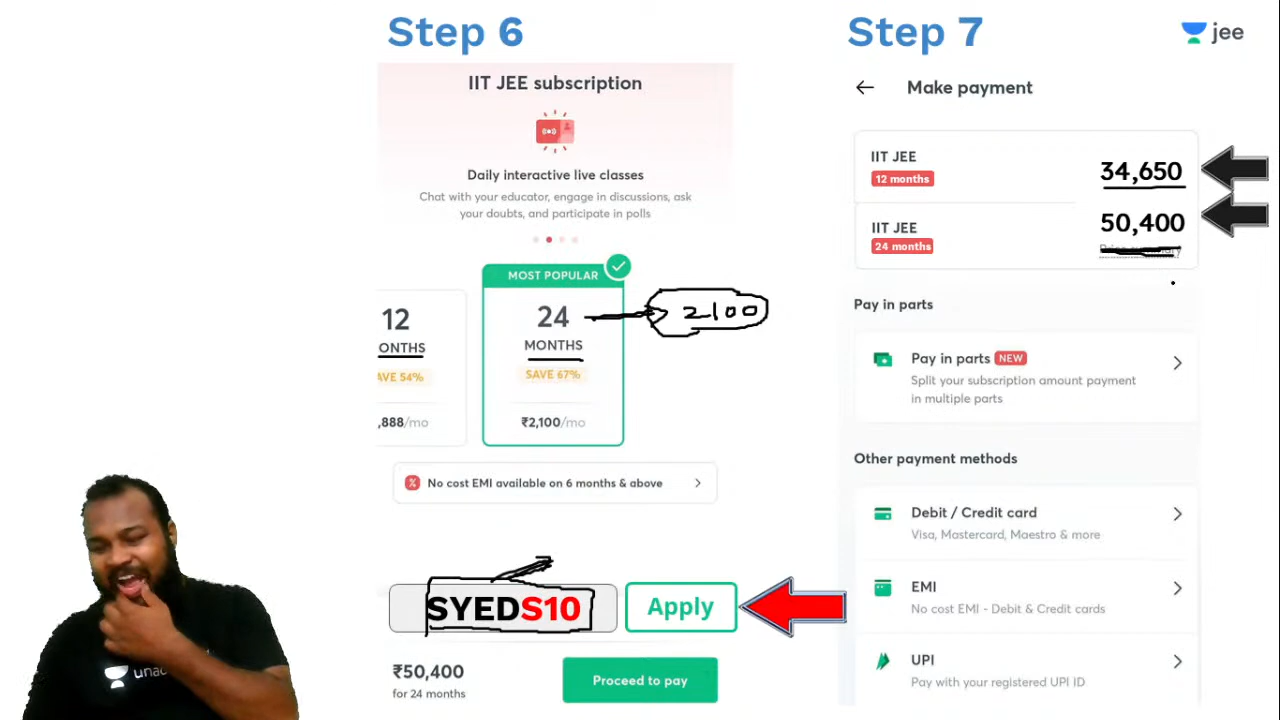 Step 6
IIT JEE subscription
Daily interactive live classes
Chat with your educator, engage in discussions, ask
your doubts, and participate in polls
MOST POPULAR
12
ONTHS
AVE 54%
,888/mo
24
MONTHS
SAVE 67%
₹2,100/mo
2100
No cost EMI available on 6 months & above
SYEDS10
Apply
₹50,400
for 24 months
Proceed to pay
Step 7
jee
Make payment
IIT JEE
12 months
34,650
IIT JEE
24 months
50,400
Pay in parts
Pay in parts NEW
Split your subscription amount payment
in multiple parts
Other payment methods
Debit / Credit card
Visa, Mastercard, Maestro & more
EMI
No cost EMI - Debit & Credit cards
UPI
Pay with your registered UPI ID
unac